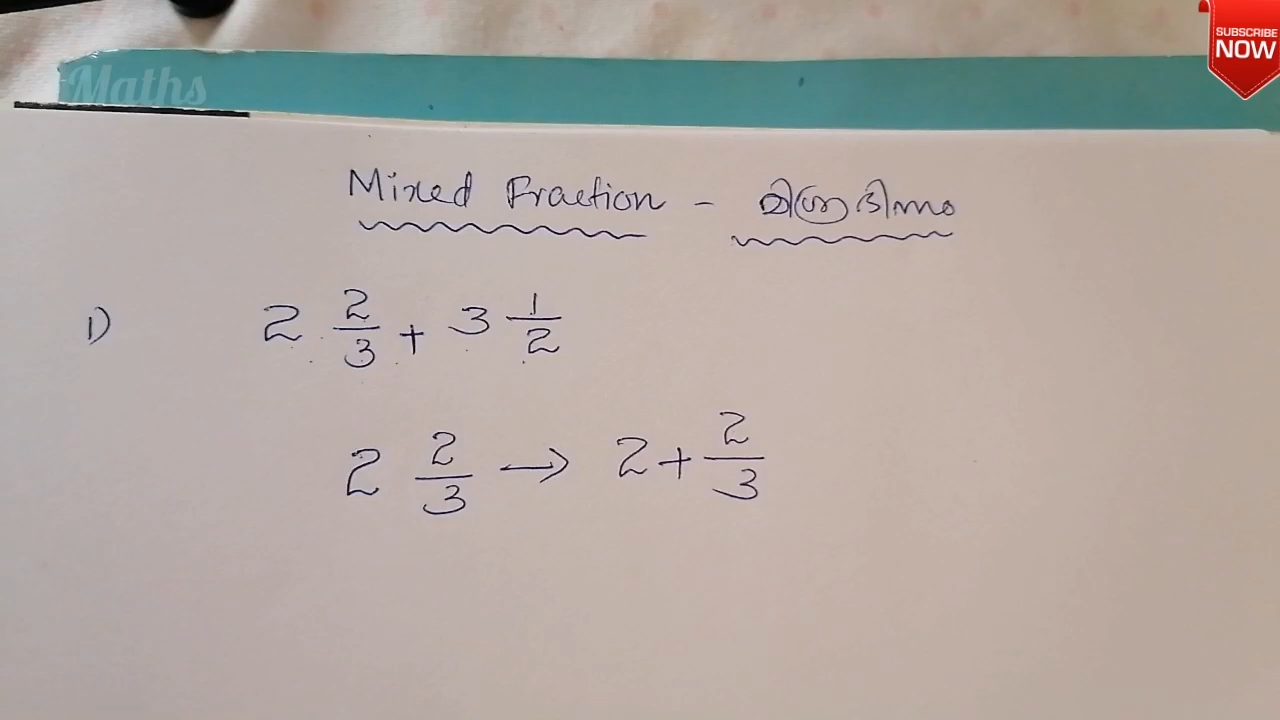 SUBSCRIBE
NOW
Maths
Mixed Fraction - മിശ്രഭിന്നം
1) 2 2/3 + 3 1/2
2 2/3 → 2 + 2/3